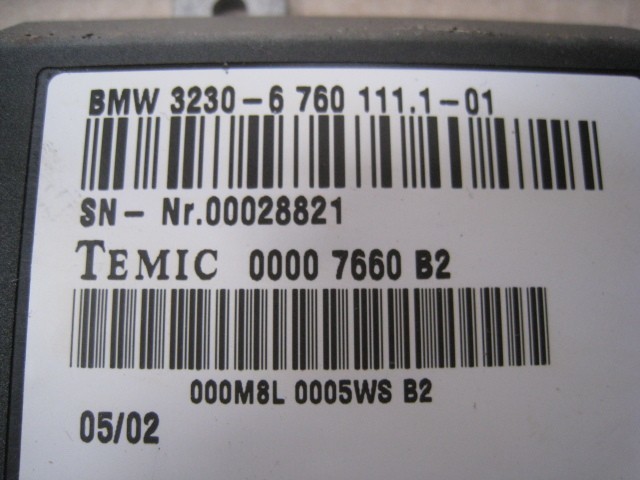 BMW 3230-6 760 111.1-01
SN- Nr.00028821
TEMIC 0000 7660 B2
000M8L 0005WS B2
05/02